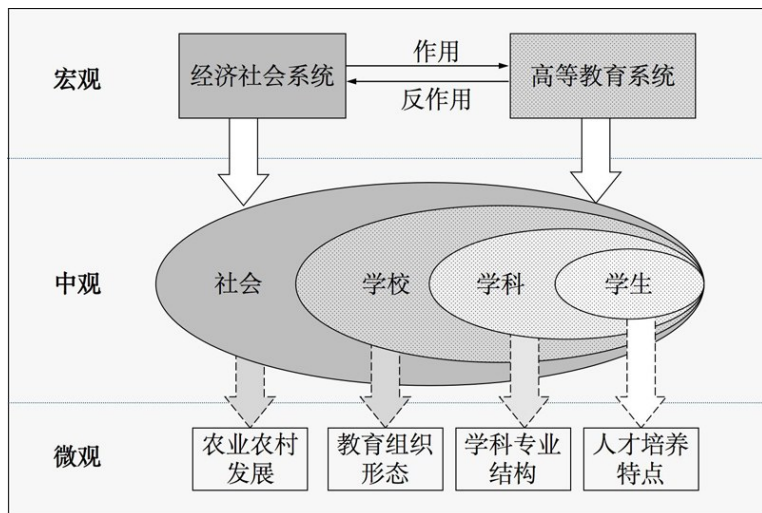 宏观
经济社会系统
作用
反作用
高等教育系统
中观
社会
学校
学科
学生
微观
农业农村
发展
教育组织
形态
学科专业
结构
人才培养
特点